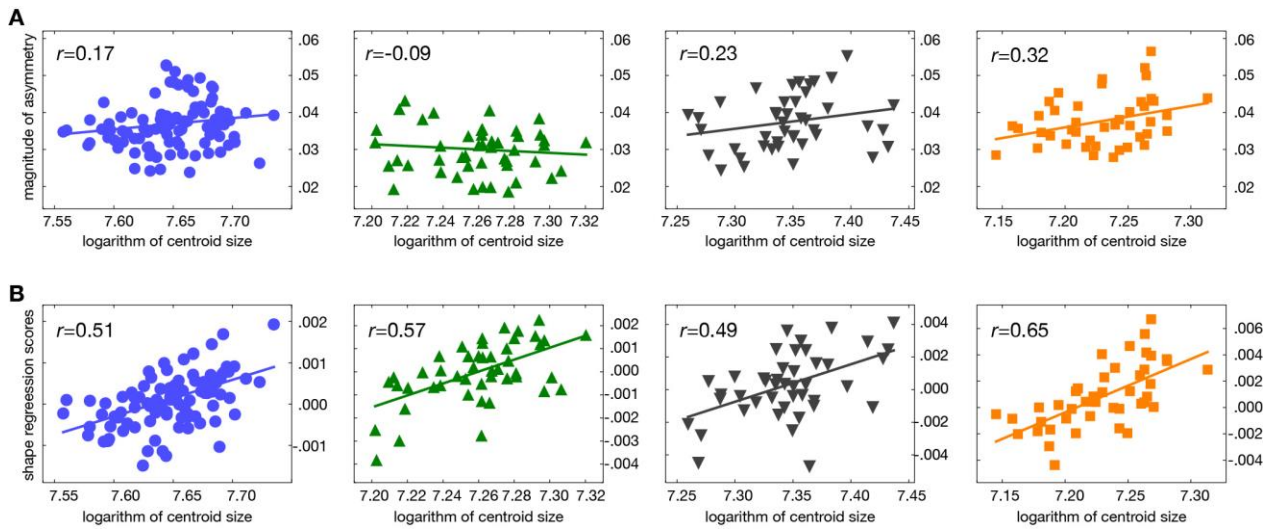 A
magnitude of asymmetry
r=0.17
.06
.05
.04
.03
.02
7.55 7.60 7.65 7.70
logarithm of centroid size
r=-0.09
.06
.05
.04
.03
.02
7.20 7.22 7.24 7.26 7.28 7.30 7.32
logarithm of centroid size
r=0.23
.06
.05
.04
.03
.02
7.25 7.30 7.35 7.40 7.45
logarithm of centroid size
r=0.32
.06
.05
.04
.03
.02
7.15 7.20 7.25 7.30
logarithm of centroid size
B
shape regreession scores
r=0.51
.002
.001
.000
-.001
7.55 7.60 7.65 7.70
logarithm of centroid size
r=0.57
.002
.001
.000
-.001
-.002
-.003
-.004
7.20 7.22 7.24 7.26 7.28 7.30 7.32
logarithm of centroid size
r=0.49
.004
.002
.000
-.002
-.004
7.25 7.30 7.35 7.40 7.45
logarithm of centroid size
r=0.65
.006
.004
.002
.000
-.002
-.004
7.15 7.20 7.25 7.30
logarithm of centroid size